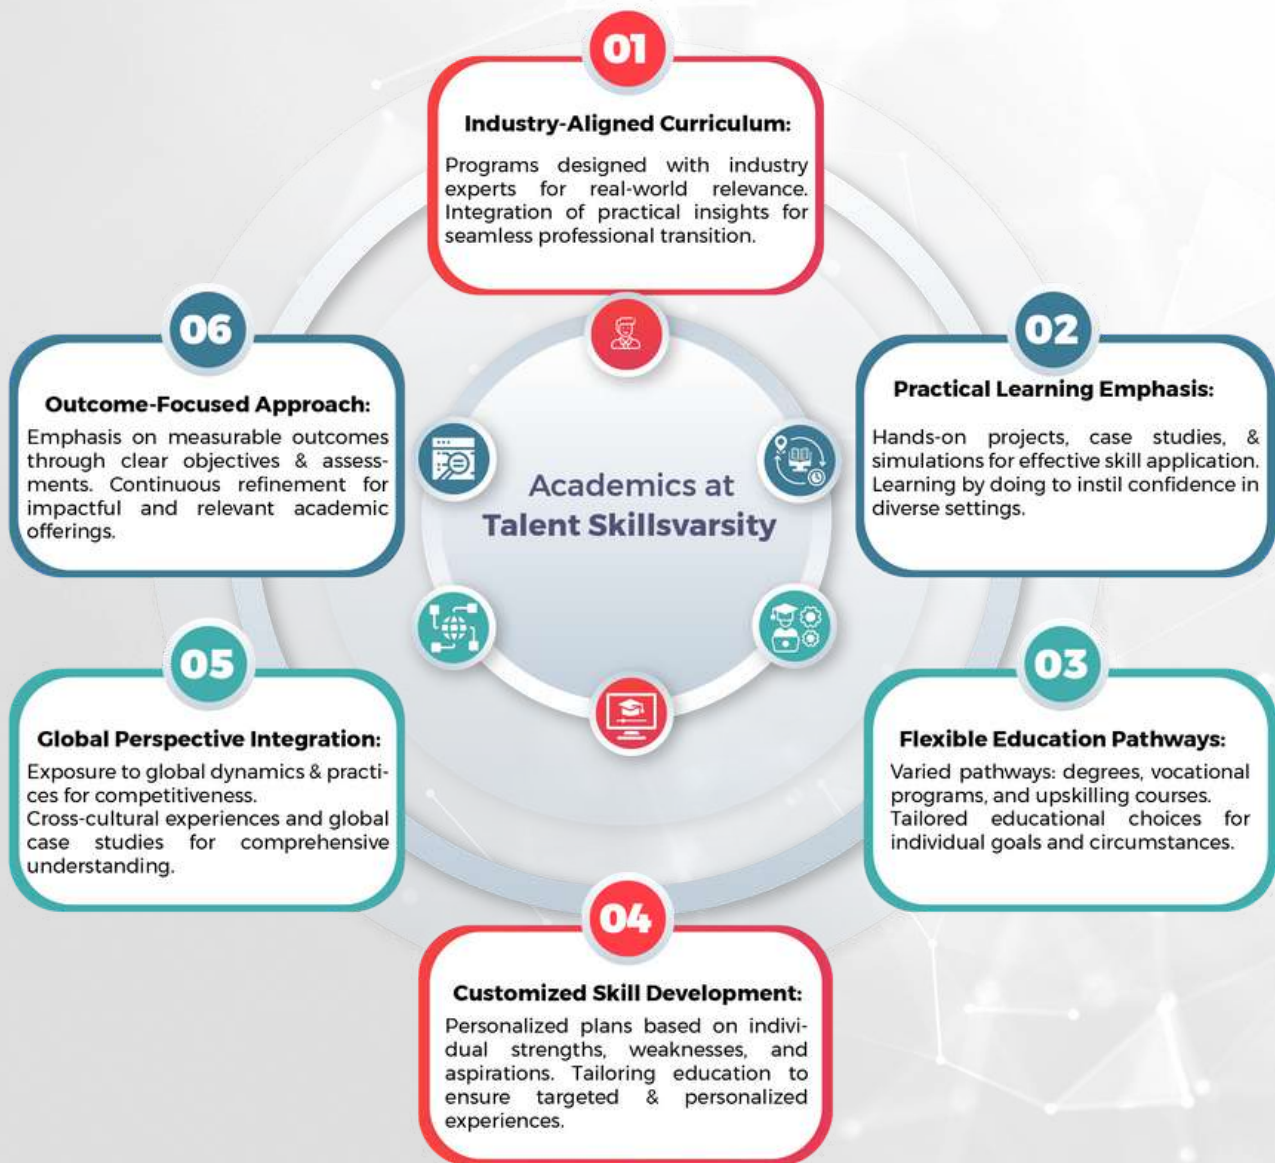 01
Industry-Aligned Curriculum:
Programs designed with industry
experts for real-world relevance.
Integration of practical insights for
seamless professional transition.
06
Outcome-Focused Approach:
Emphasis on measurable outcomes
through clear objectives & assess-
ments. Continuous refinement for
impactful and relevant academic
offerings.
Academics at
Talent Skillsvarsity
02
Practical Learning Emphasis:
Hands-on projects, case studies, &
simulations for effective skill application.
Learning by doing to instil confidence in
diverse settings.
05
Global Perspective Integration:
Exposure to global dynamics & practi-
ces for competitiveness.
Cross-cultural experiences and global
case studies for comprehensive
understanding.
03
Flexible Education Pathways:
Varied pathways: degrees, vocational
programs, and upskilling courses.
Tailored educational choices for
individual goals and circumstances.
04
Customized Skill Development:
Personalized plans based on indivi-
dual strengths, weaknesses, and
aspirations. Tailoring education to
ensure targeted & personalized
experiences.